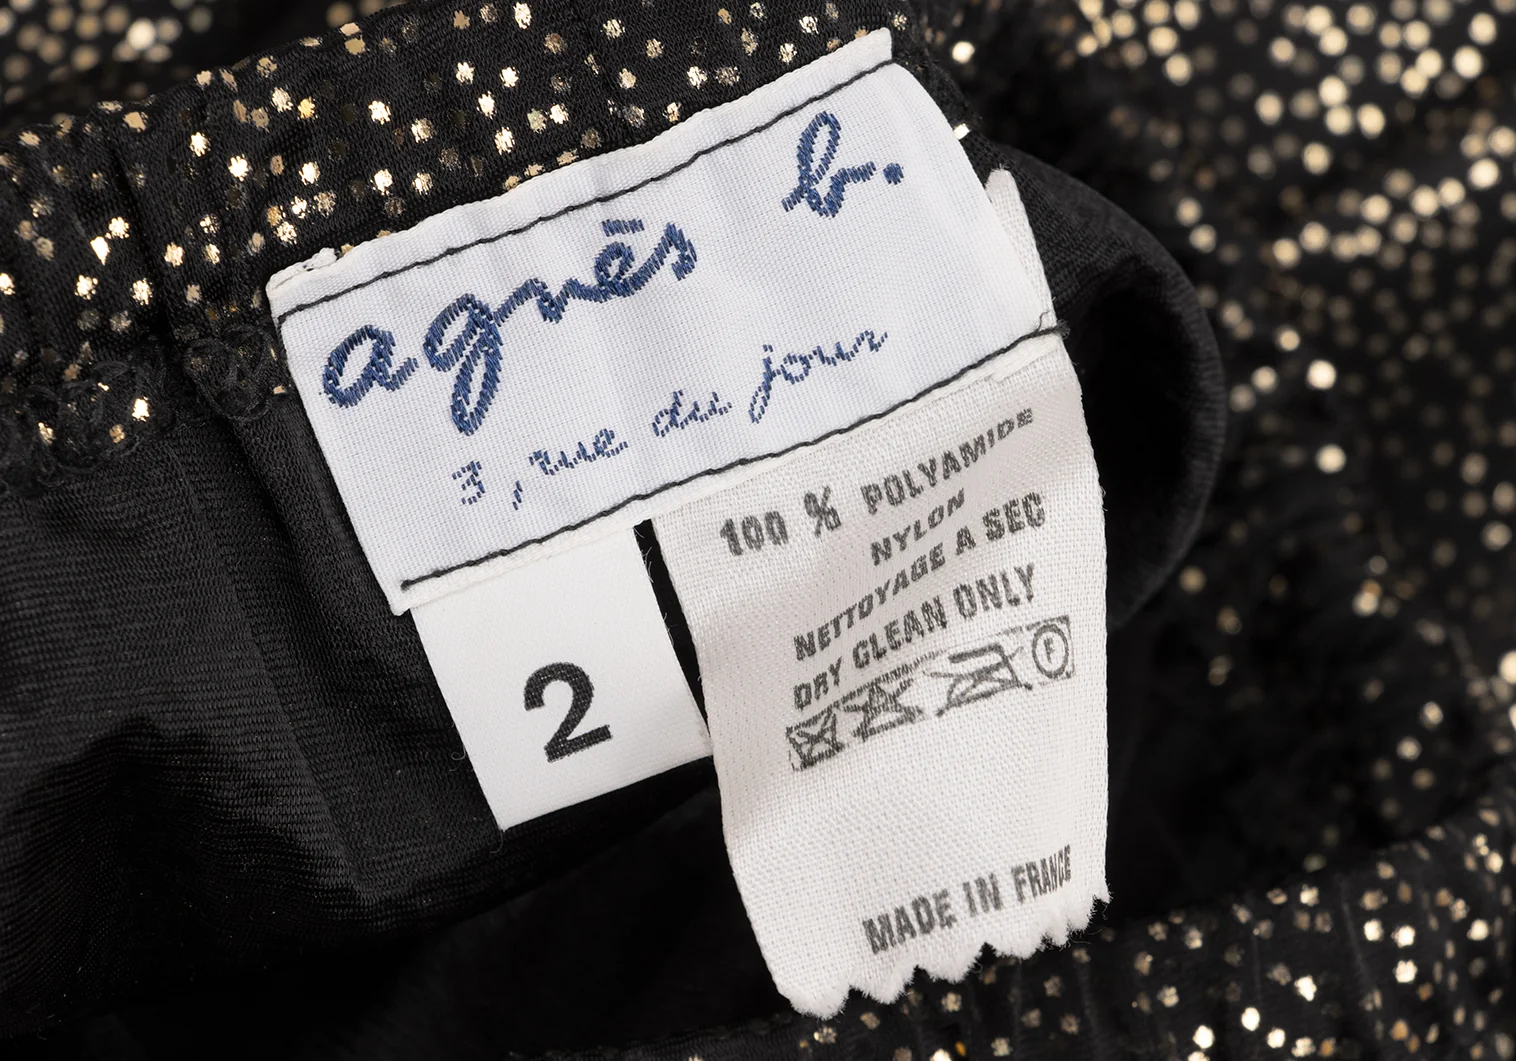 agnès b.
3, rue du jour
100 % POLYAMIDE
NYLON
NETTOYAGE A SEC
DRY CLEAN ONLY
F
2
MADE IN FRANCE